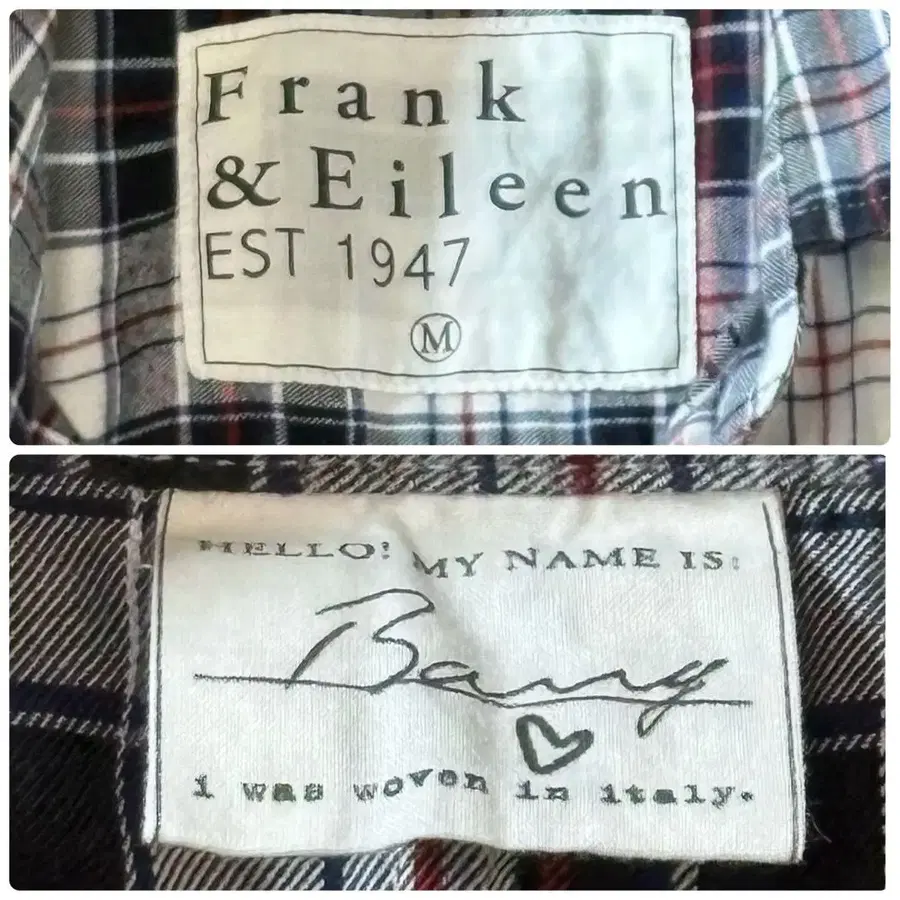 Frank
& Eileen
EST 1947
M
HELLO! MY NAME IS:
Barry
i was woven in italy.